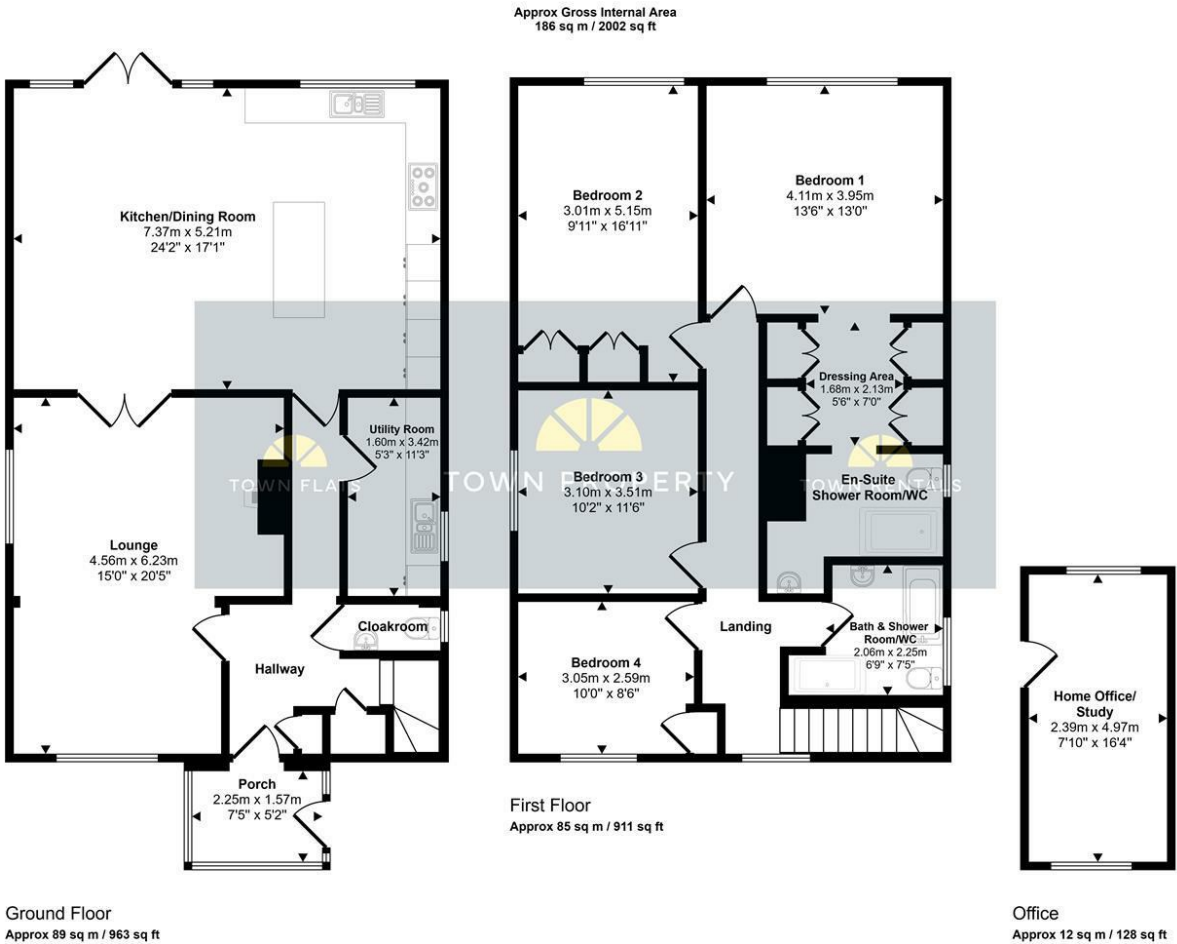 Approx Gross Internal Area
186 sq m / 2002 sq ft
Kitchen/Dining Room
7.37m x 5.21m
24'2" x 17'1"
Utility Room
1.60m x 3.42m
5'3" x 11'3"
Lounge
4.56m x 6.23m
15'0" x 20'5"
Cloakroom
Hallway
Porch
2.25m x 1.57m
7'5" x 5'2"
Ground Floor
Approx 89 sq m / 963 sq ft
Bedroom 2
3.01m x 5.15m
9'11" x 16'11"
Bedroom 1
4.11m x 3.95m
13'6" x 13'0"
Dressing Area
1.68m x 2.13m
5'6" x 7'0"
Bedroom 3
3.10m x 3.51m
10'2" x 11'6"
En-Suite
Shower Room/WC
Landing
Bath & Shower
Room/WC
2.06m x 2.25m
6'9" x 7'5"
Bedroom 4
3.05m x 2.59m
10'0" x 8'6"
First Floor
Approx 85 sq m / 911 sq ft
Home Office/
Study
2.39m x 4.97m
7'10" x 16'4"
Office
Approx 12 sq m / 128 sq ft
TOWN FLATS
TOWN PROPERTY
TOWN RENTALS